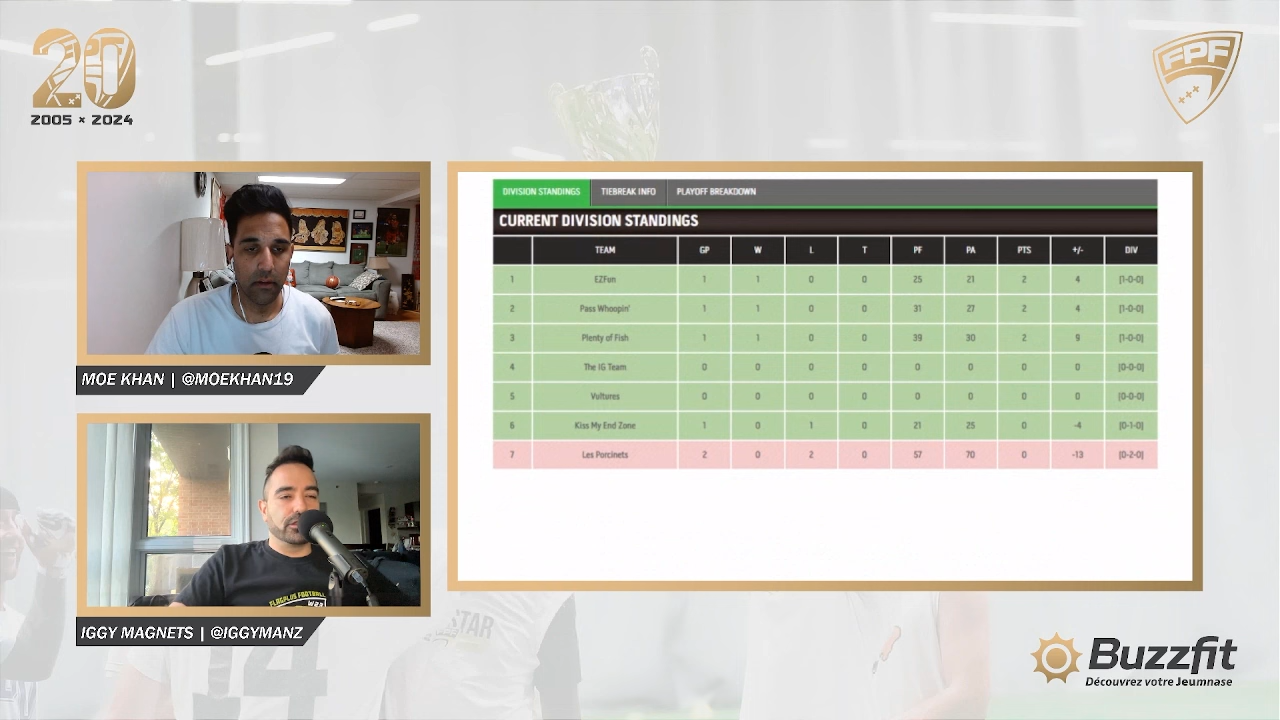 20
2005 × 2024
FPF
MOE KHAN | @MOEKHAN19
FLAGPLUS FOOTBALL
IGGY MAGNETS | @IGGYMANZ
DIVISION STANDINGS TIEBREAK INFO PLAYOFF BREAKDOWN
CURRENT DIVISION STANDINGS
TEAM GP W L T PF PA PTS +/- DIV
1 EZFun 1 1 0 0 25 21 2 4 [1-0-0]
2 Pass Whoopin' 1 1 0 0 31 27 2 4 [1-0-0]
3 Plenty of Fish 1 1 0 0 39 30 2 9 [1-0-0]
4 The IG Team 0 0 0 0 0 0 0 0 [0-0-0]
5 Vultures 0 0 0 0 0 0 0 0 [0-0-0]
6 Kiss My End Zone 1 0 1 0 21 25 0 -4 [0-1-0]
7 Les Porcinets 2 0 2 0 57 70 0 -13 [0-2-0]
STAR
14
Buzzfit
Découvrez votre Jeumnase